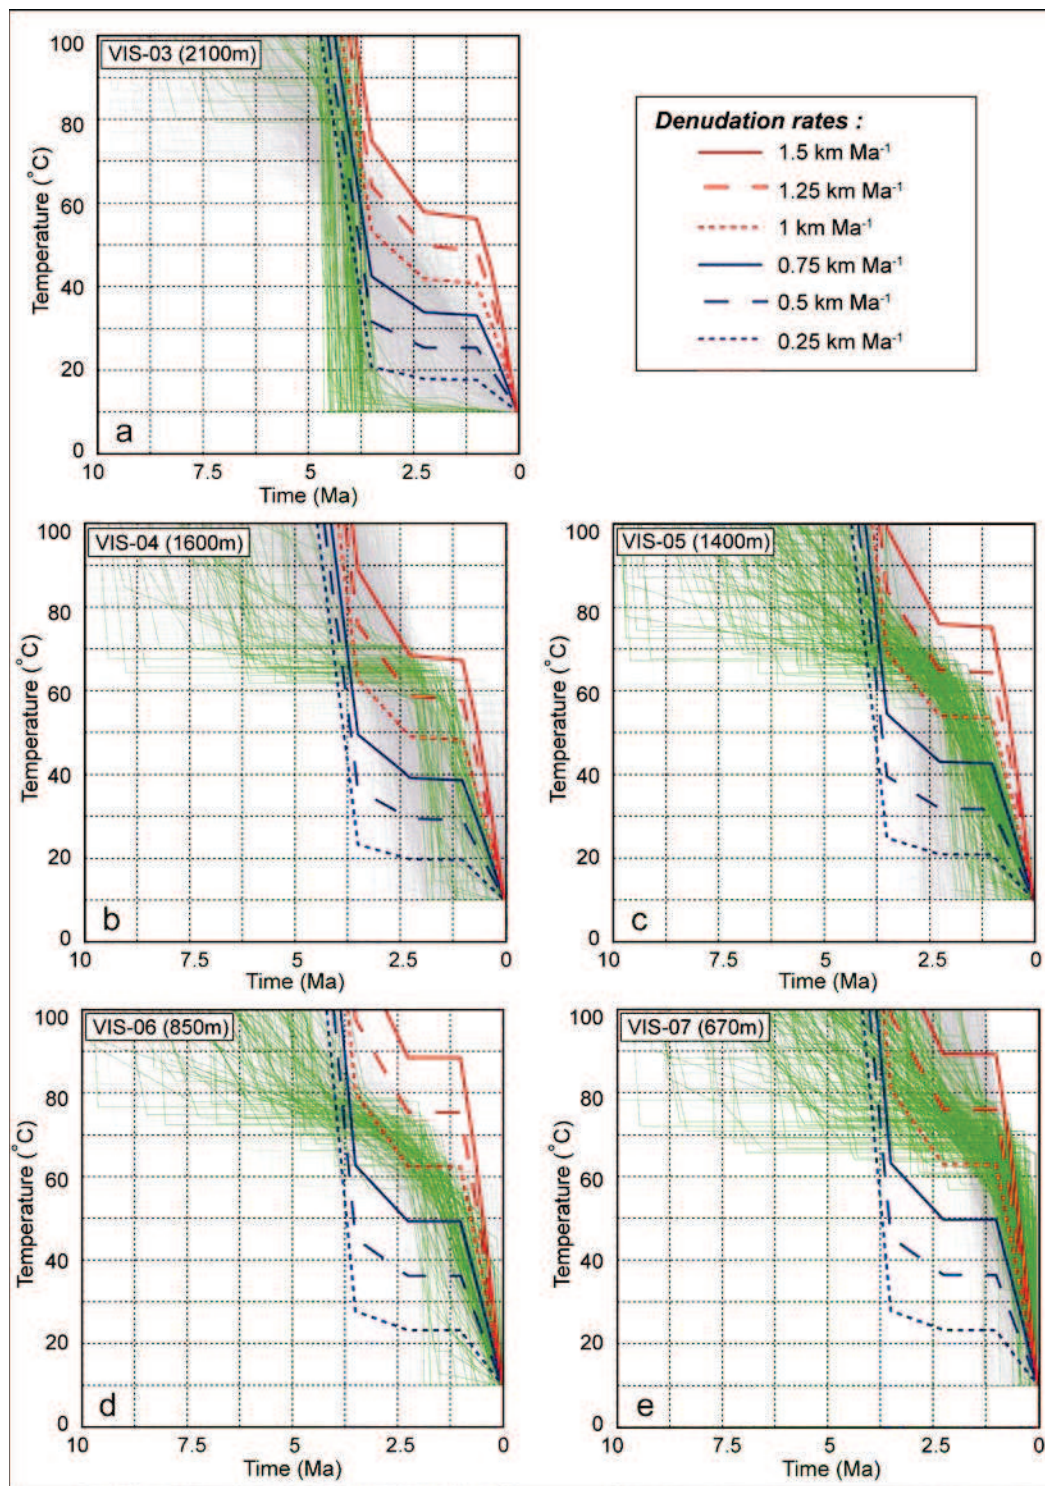 VIS-03 (2100m)
100
80
60
40
20
0
Temperature (°C)
a
10
7.5
5
2.5
0
Time (Ma)
Denudation rates :
1.5 km Ma⁻¹
1.25 km Ma⁻¹
1 km Ma⁻¹
0.75 km Ma⁻¹
0.5 km Ma⁻¹
0.25 km Ma⁻¹
VIS-04 (1600m)
100
80
60
40
20
0
Temperature (°C)
b
10
7.5
5
2.5
0
Time (Ma)
VIS-05 (1400m)
100
80
60
40
20
0
Temperature (°C)
c
10
7.5
5
2.5
0
Time (Ma)
VIS-06 (850m)
100
80
60
40
20
0
Temperature (°C)
d
10
7.5
5
2.5
0
Time (Ma)
VIS-07 (670m)
100
80
60
40
20
0
Temperature (°C)
e
10
7.5
5
2.5
0
Time (Ma)